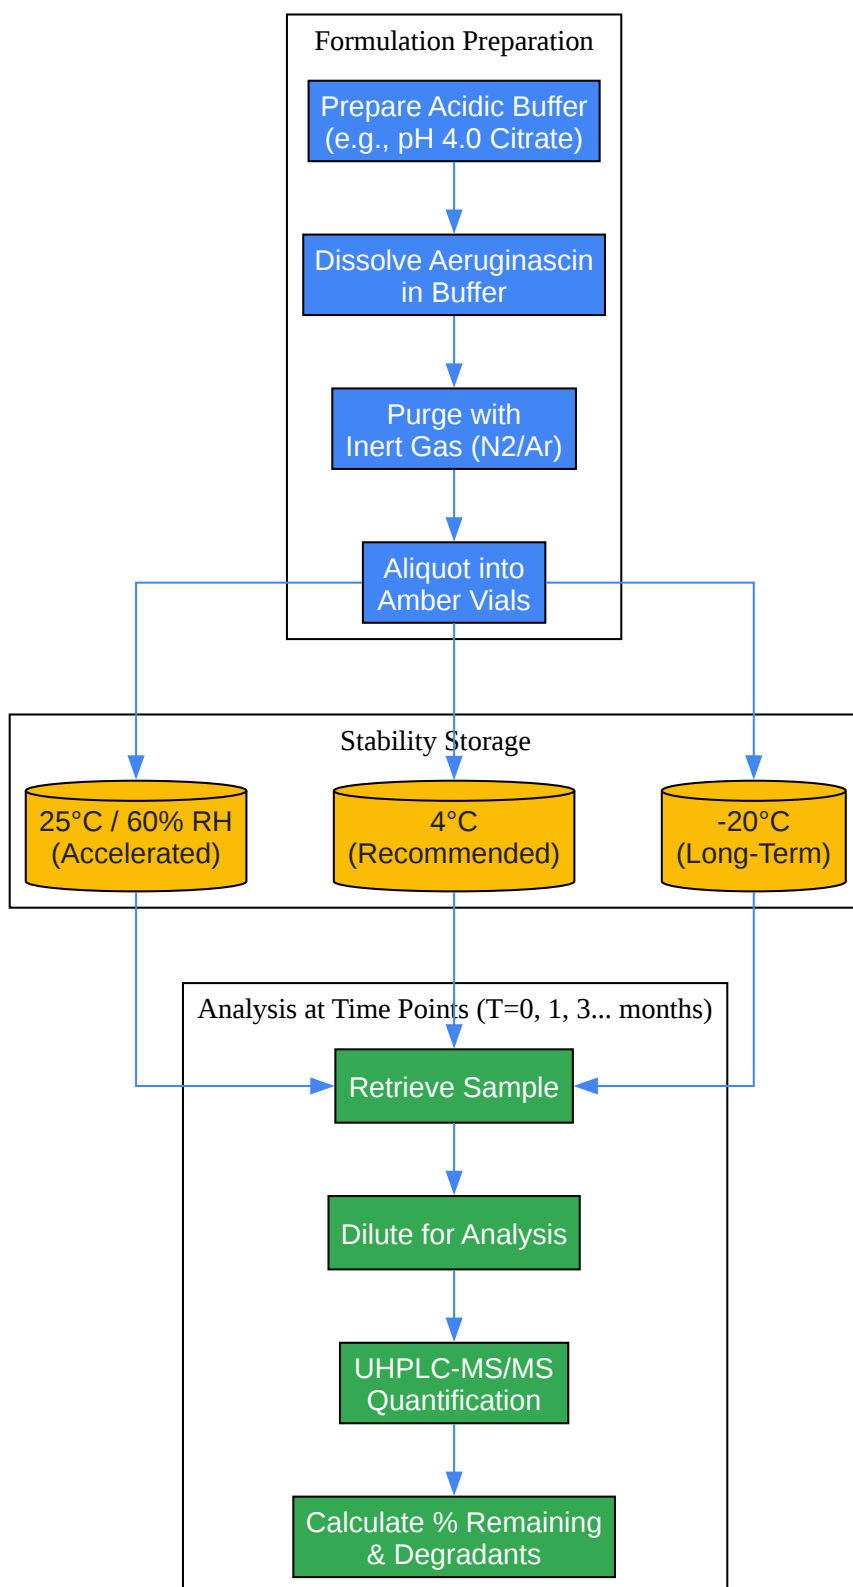 Formulation Preparation
Prepare Acidic Buffer
(e.g., pH 4.0 Citrate)
Dissolve Aeruginascin
in Buffer
Purge with
Inert Gas (N2/Ar)
Aliquot into
Amber Vials
Stability Storage
25°C / 60% RH
(Accelerated)
4°C
(Recommended)
-20°C
(Long-Term)
Analysis at Time Points (T=0, 1, 3... months)
Retrieve Sample
Dilute for Analysis
UHPLC-MS/MS
Quantification
Calculate % Remaining
& Degradants